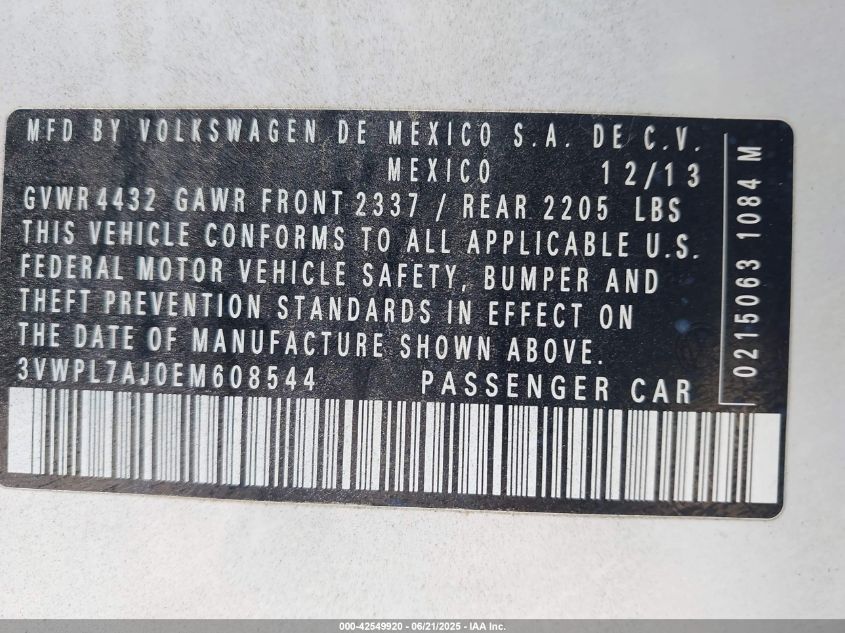 MFD BY VOLKSWAGEN DE MEXICO S.A. DE C.V.
MEXICO 12/13
GVWR 4432 GAWR FRONT 2337 / REAR 2205 LBS
THIS VEHICLE CONFORMS TO ALL APPLICABLE U.S.
FEDERAL MOTOR VEHICLE SAFETY, BUMPER AND
THEFT PREVENTION STANDARDS IN EFFECT ON
THE DATE OF MANUFACTURE SHOWN ABOVE.
3VWPL7AJ0EM608544 PASSENGER CAR
0215063 1084 M
000-42549920 - 06/21/2025 - IAA Inc.